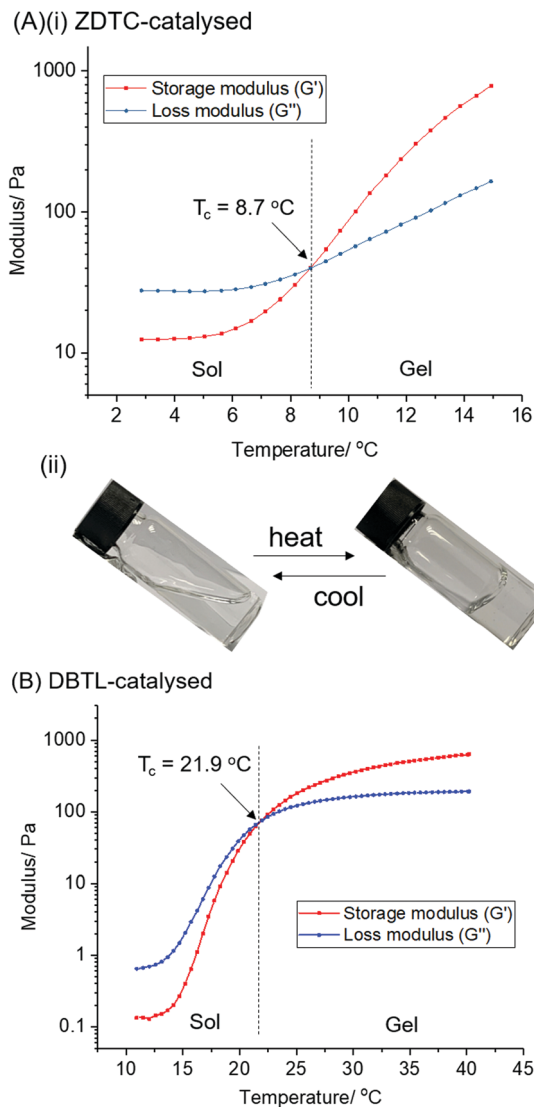 (A)(i) ZDTC-catalysed
1000
100
10
Modulus/ Pa
Storage modulus (G')
Loss modulus (G'')
T_c = 8.7 °C
Sol
Gel
2 4 6 8 10 12 14 16
Temperature/ °C
(ii)
heat
cool
(B) DBTL-catalysed
1000
100
10
1
0.1
Modulus/ Pa
T_c = 21.9 °C
Storage modulus (G')
Loss modulus (G'')
Sol
Gel
10 15 20 25 30 35 40 45
Temperature/ °C